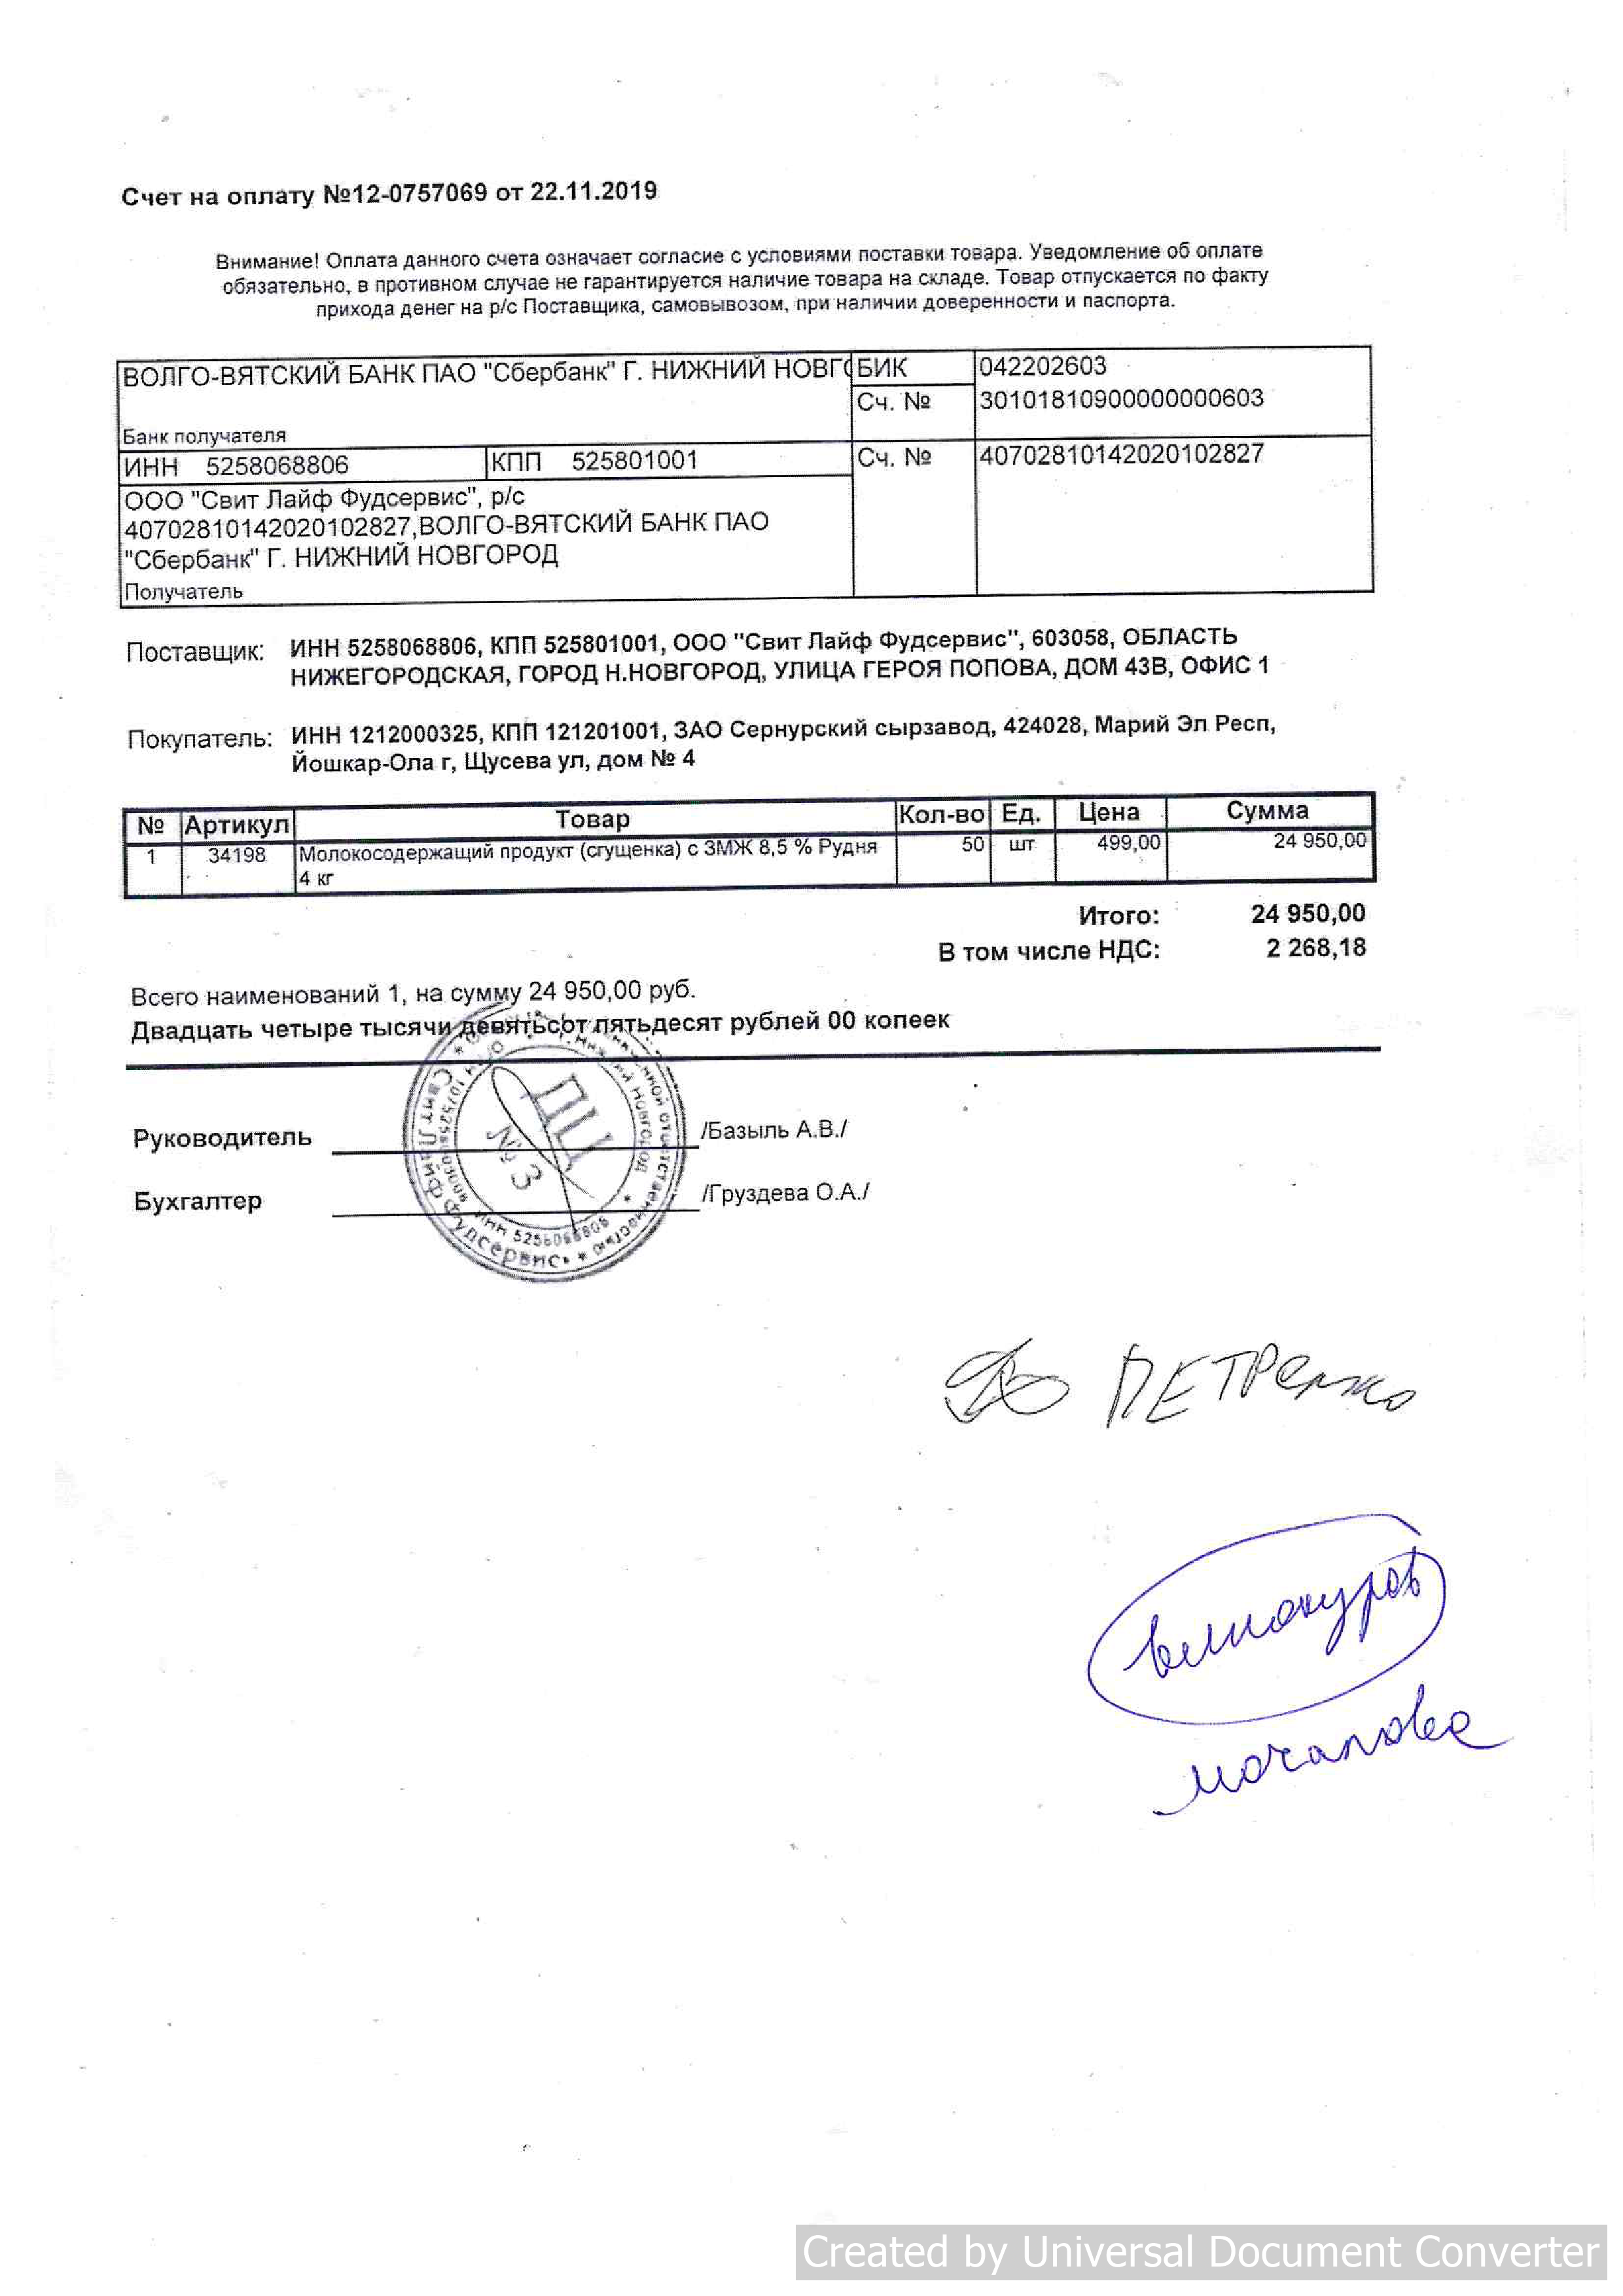 Счет на оплату №12-0757069 от 22.11.2019
Внимание! Оплата данного счета означает согласие с условиями поставки товара. Уведомление об оплате
обязательно, в противном случае не гарантируется наличие товара на складе. Товар отпускается по факту
прихода денег на р/с Поставщика, самовывозом, при наличии доверенности и паспорта.
ВОЛГО-ВЯТСКИЙ БАНК ПАО "Сбербанк" Г. НИЖНИЙ НОВГО БИК 042202603
Сч. № 30101810900000000603
Банк получателя
ИНН 5258068806 КПП 525801001 Сч. № 40702810142020102827
ООО "Свит Лайф Фудсервис", р/с
40702810142020102827,ВОЛГО-ВЯТСКИЙ БАНК ПАО
"Сбербанк" Г. НИЖНИЙ НОВГОРОД
Получатель
Поставщик: ИНН 5258068806, КПП 525801001, ООО "Свит Лайф Фудсервис", 603058, ОБЛАСТЬ
НИЖЕГОРОДСКАЯ, ГОРОД Н.НОВГОРОД, УЛИЦА ГЕРОЯ ПОПОВА, ДОМ 43В, ОФИС 1
Покупатель: ИНН 1212000325, КПП 121201001, ЗАО Сернурский сырзавод, 424028, Марий Эл Респ,
Йошкар-Ола г, Щусева ул, дом № 4
№ Артикул Товар Кол-во Ед. Цена Сумма
1 34198 Молокосодержащий продукт (сгущенка) с ЗМЖ 8,5 % Рудня 50 шт 499,00 24 950,00
4 кг
Итого: 24 950,00
В том числе НДС: 2 268,18
Всего наименований 1, на сумму 24 950,00 руб.
Двадцать четыре тысячи девятьсот пятьдесят рублей 00 копеек
Руководитель /Базыль А.В./
Бухгалтер /Груздева О.А./
ДЦ
№ 3
Свит Лайф Фудсервис
г. Нижний Новгород
ПЕТРЕНКО
Винокуров
Мочалова
Created by Universal Document Converter